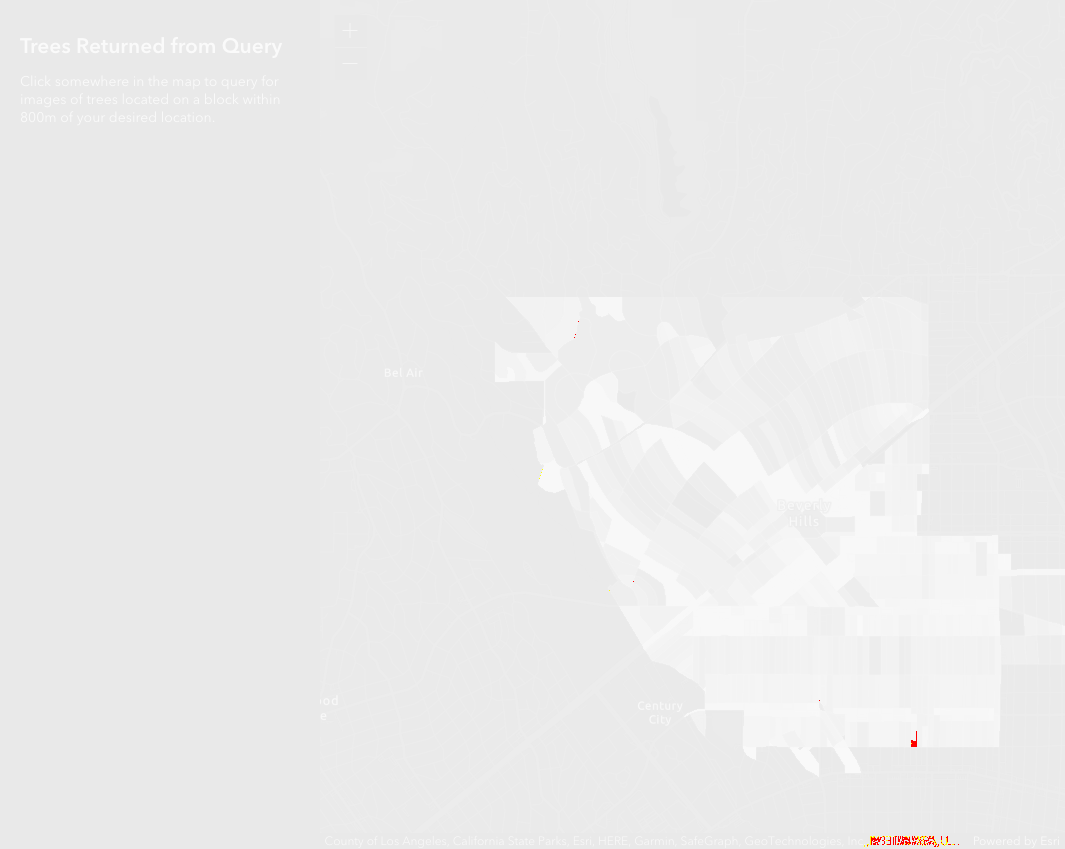 Trees Returned from Query
Click somewhere in the map to query for
images of trees located on a block within
800m of your desired location.
Bel Air
Beverly
Hills
Century
City
ood
e
County of Los Angeles, California State Parks, Esri, HERE, Garmin, SafeGraph, GeoTechnologies, Inc
Powered by Esri